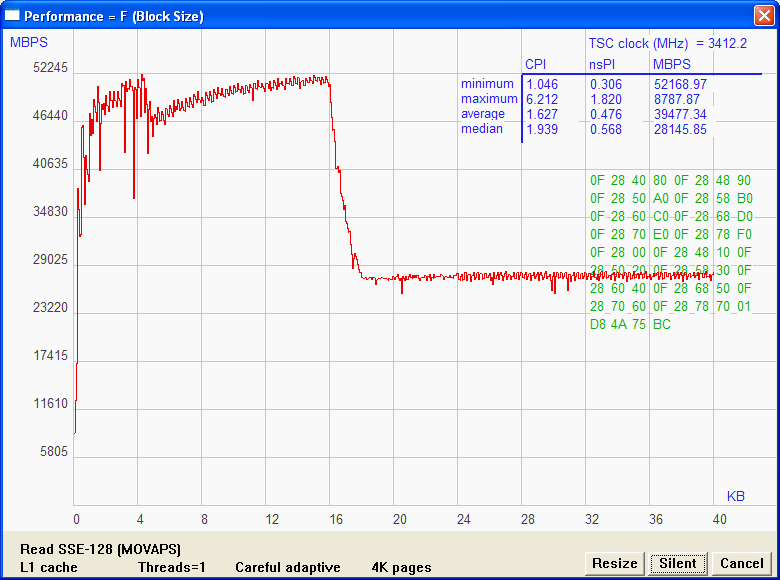 Performance = F (Block Size)
MBPS
TSC clock (MHz) = 3412.2
CPI nsPI MBPS
minimum 1.046 0.306 52168.97
maximum 6.212 1.820 8787.87
average 1.627 0.476 39477.34
median 1.939 0.568 28145.85
52245
46440
40635
34830
29025
23220
17415
11610
5805
0F 28 40 80 0F 28 48 90
0F 28 50 A0 0F 28 58 B0
0F 28 60 C0 0F 28 68 D0
0F 28 70 E0 0F 28 78 F0
0F 28 00 0F 28 48 10 0F
28 50 20 0F 28 58 30 0F
28 60 40 0F 28 68 50 0F
28 70 60 0F 28 78 70 01
D8 4A 75 BC
KB
0 4 8 12 16 20 24 28 32 36 40
Read SSE-128 (MOVAPS)
L1 cache Threads=1 Careful adaptive 4K pages
Resize Silent Cancel